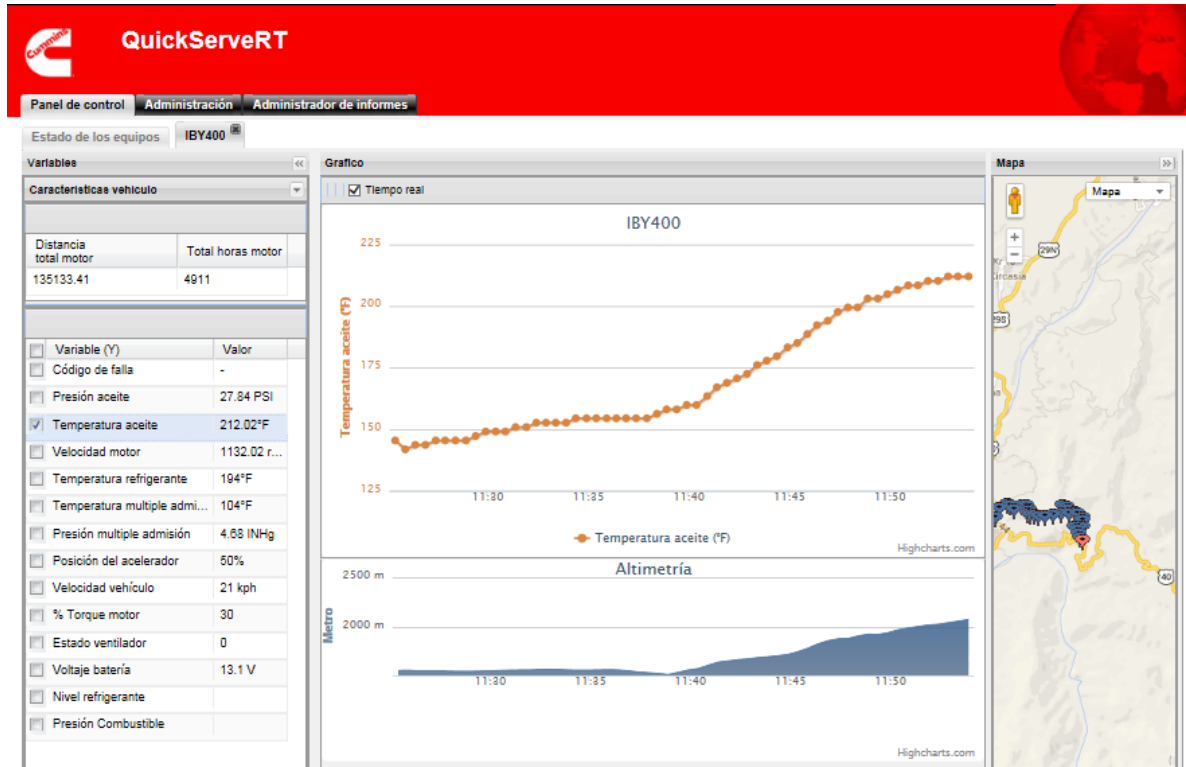 Cummins
QuickServeRT
Panel de control
Administración
Administrador de informes
Estado de los equipos
IBY400
Variables
Caracteristicas vehiculo
Distancia
total motor
Total horas motor
135133.41
4911
Variable (Y)
Valor
Código de falla
-
Presión aceite
27.84 PSI
Temperatura aceite
212.02°F
Velocidad motor
1132.02 r...
Temperatura refrigerante
194°F
Temperatura multiple admi...
104°F
Presión multiple admisión
4.68 INHg
Posición del acelerador
50%
Velocidad vehículo
21 kph
% Torque motor
30
Estado ventilador
0
Voltaje batería
13.1 V
Nivel refrigerante
Presión Combustible
Grafico
Tiempo real
IBY400
Temperatura aceite (°F)
225
200
175
150
125
11:30
11:35
11:40
11:45
11:50
Temperatura aceite (°F)
Highcharts.com
Altimetría
Metro
2500 m
2000 m
11:30
11:35
11:40
11:45
11:50
Highcharts.com
Mapa
Mapa
+
−
29N
40